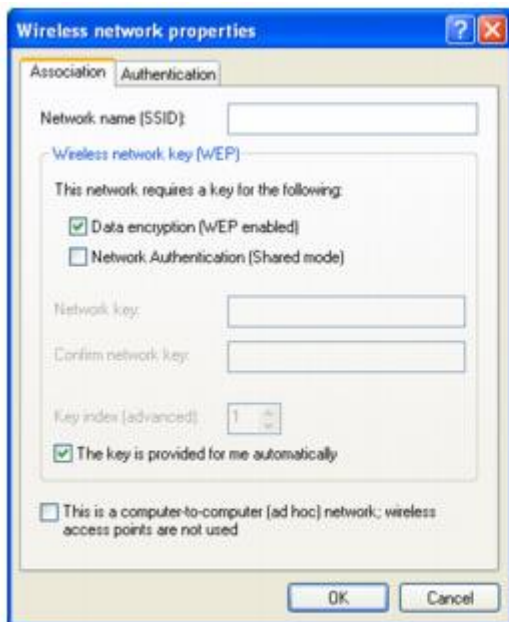 Wireless network properties
Association
Authentication
Network name (SSID):
Wireless network key (WEP)
This network requires a key for the following:
Data encryption (WEP enabled)
Network Authentication (Shared mode)
Network key:
Confirm network key:
Key index (advanced):
1
The key is provided for me automatically
This is a computer-to-computer (ad hoc) network; wireless
access points are not used
OK
Cancel